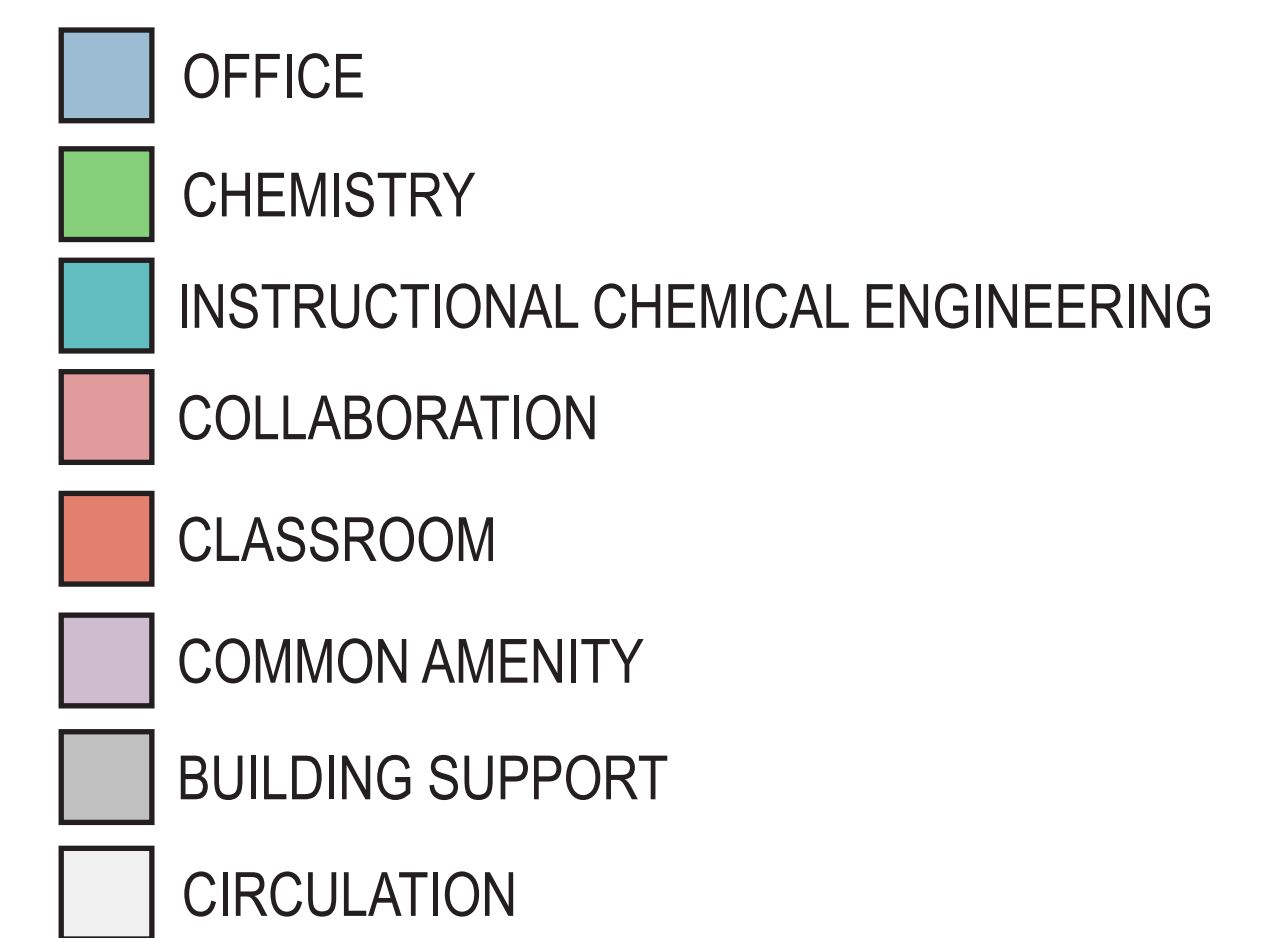 OFFICE
CHEMISTRY
INSTRUCTIONAL CHEMICAL ENGINEERING
COLLABORATION
CLASSROOM
COMMON AMENITY
BUILDING SUPPORT
CIRCULATION